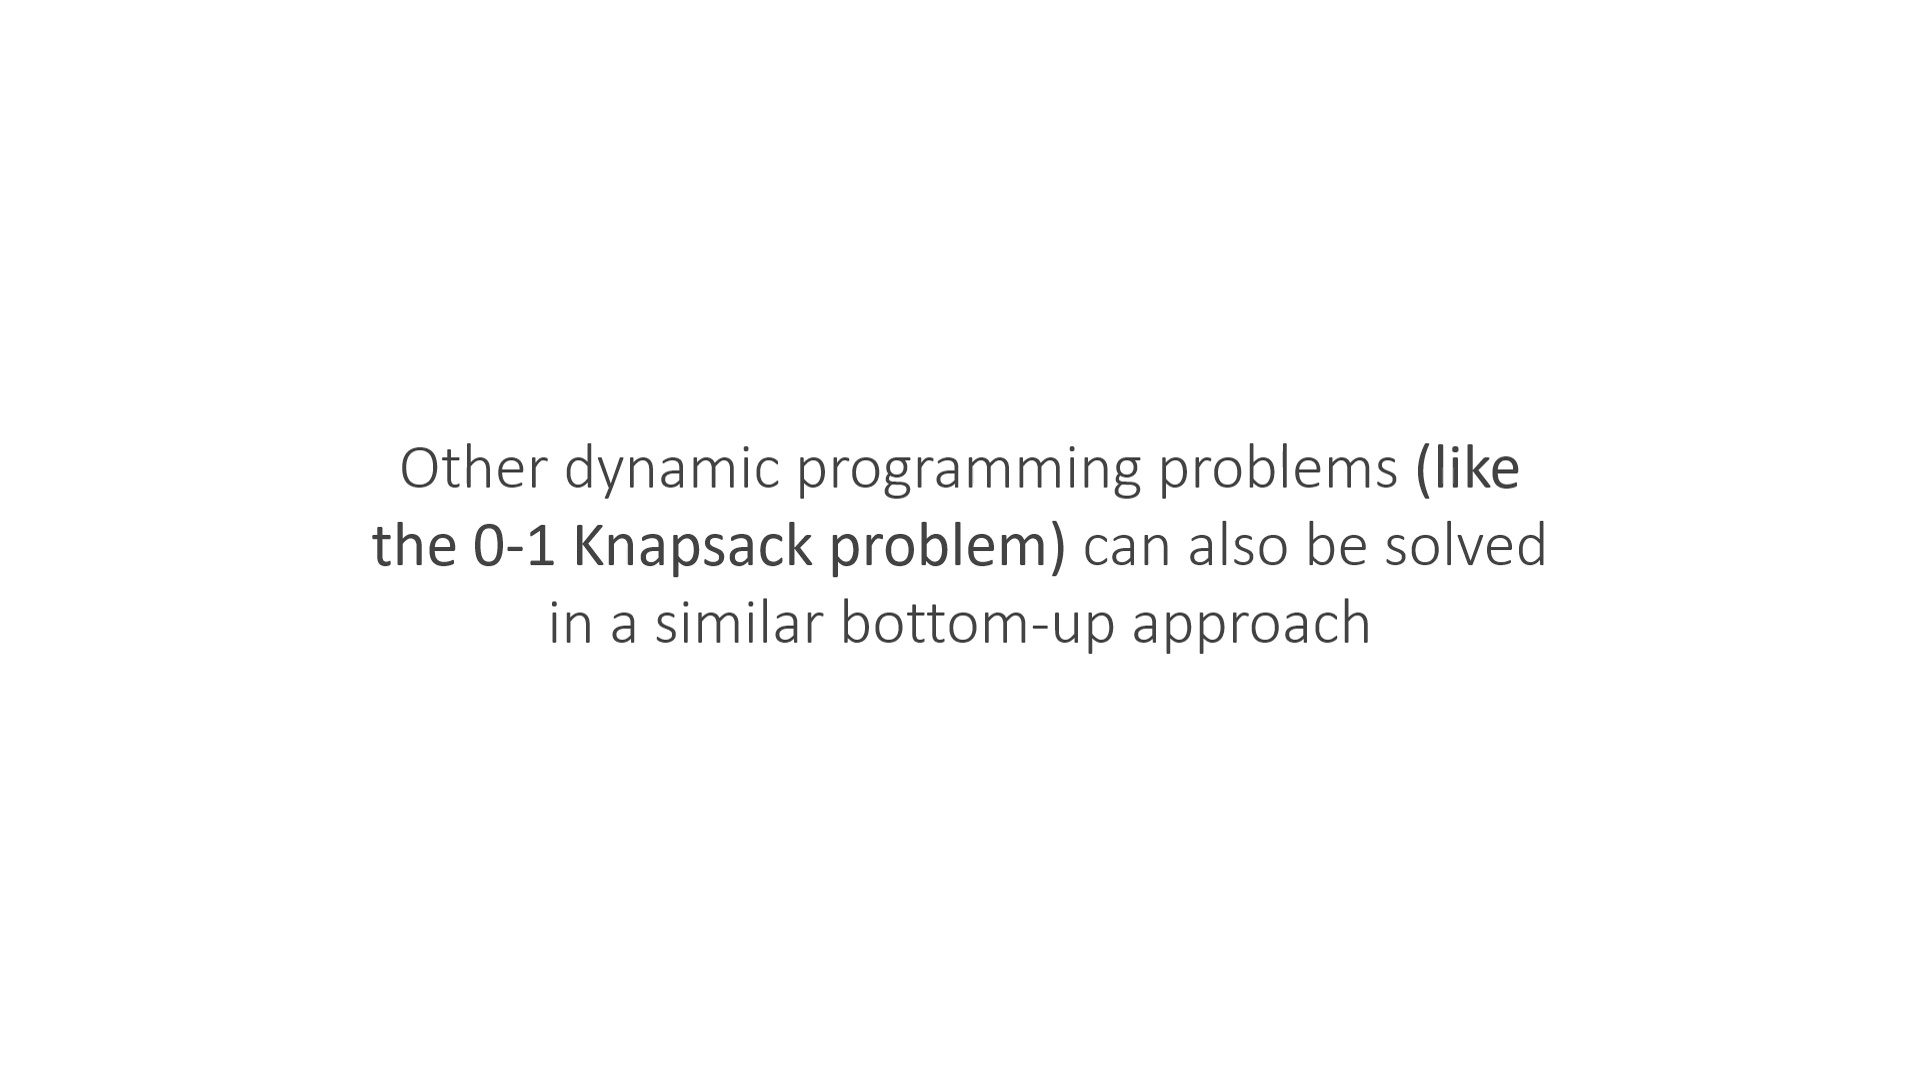 Other dynamic programming problems (like
the 0-1 Knapsack problem) can also be solved
in a similar bottom-up approach